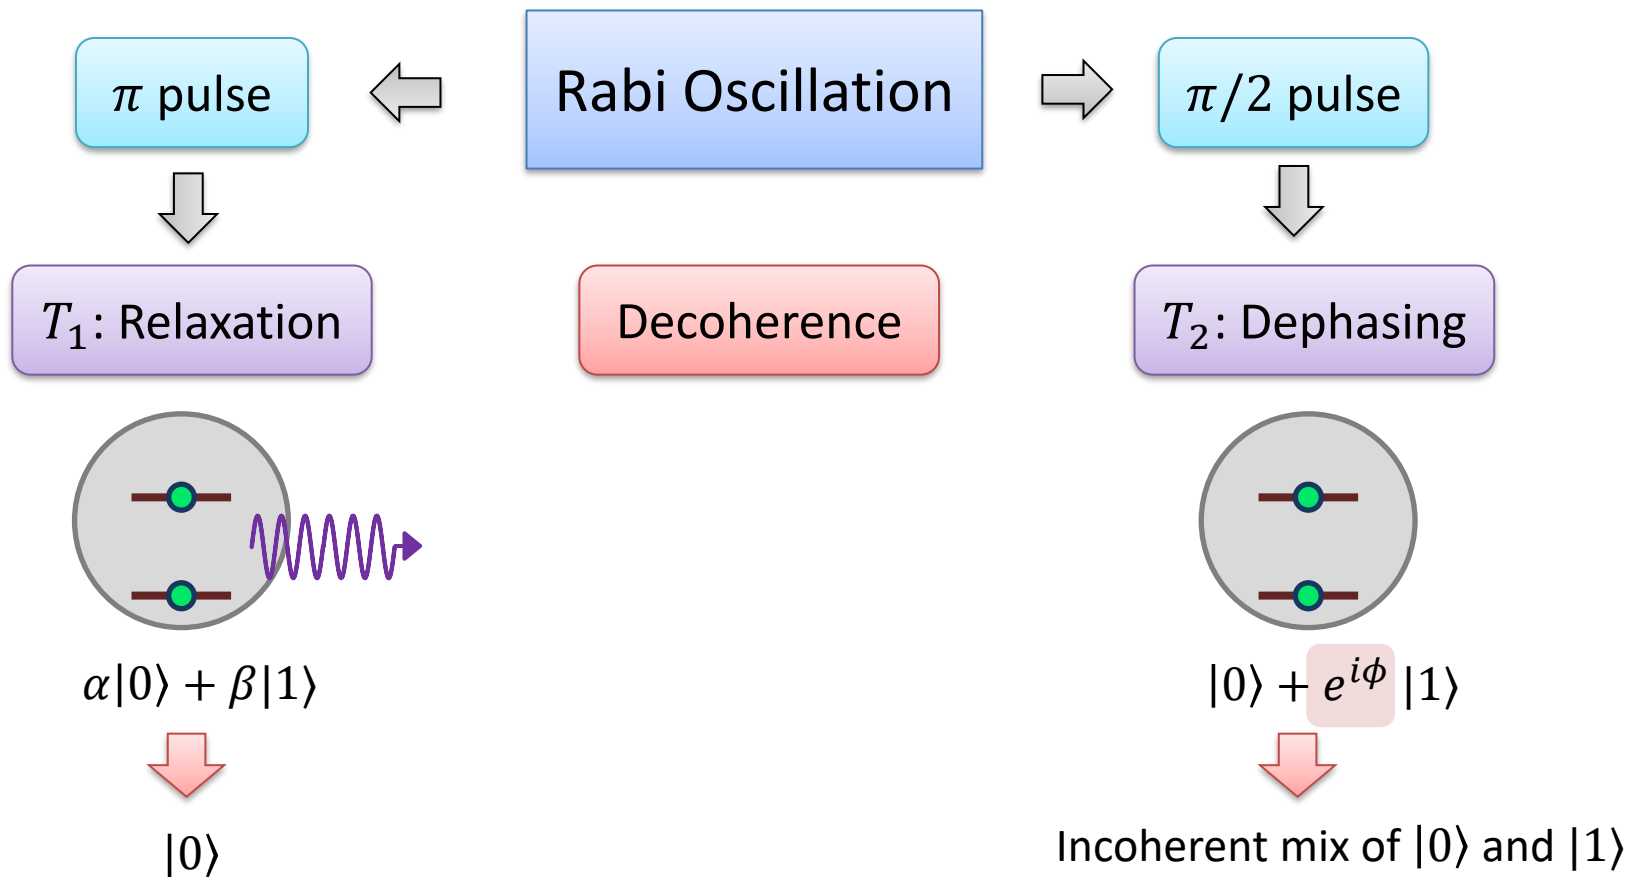 π pulse
Rabi Oscillation
π/2 pulse
T₁: Relaxation
Decoherence
T₂: Dephasing
α|0⟩ + β|1⟩
|0⟩ + e^{iϕ} |1⟩
|0⟩
Incoherent mix of |0⟩ and |1⟩